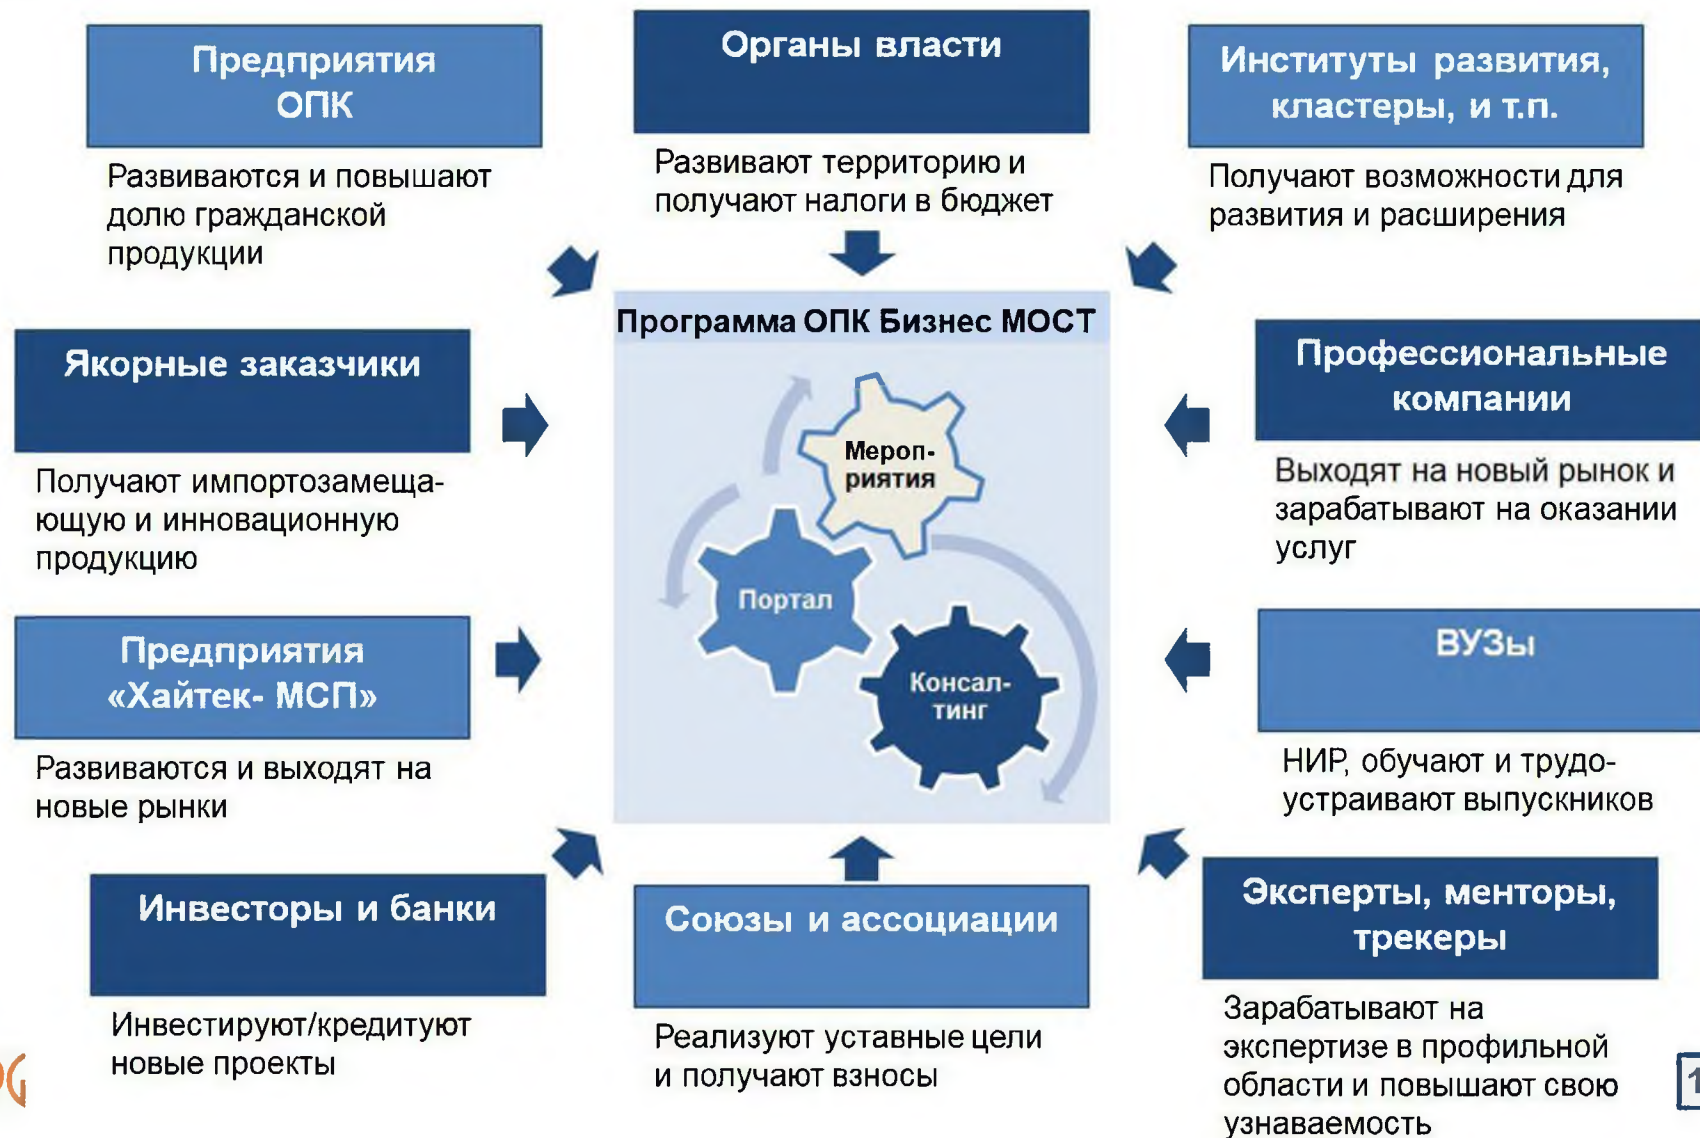 Предприятия
ОПК
Развиваются и повышают
долю гражданской
продукции
Органы власти
Развивают территорию и
получают налоги в бюджет
Институты развития,
кластеры, и т.п.
Получают возможности для
развития и расширения
Якорные заказчики
Получают импортозамеща-
ющую и инновационную
продукцию
Программа ОПК Бизнес МОСТ
Мероп-
риятия
Портал
Консал-
тинг
Профессиональные
компании
Выходят на новый рынок и
зарабатывают на оказании
услуг
Предприятия
«Хайтек- МСП»
Развиваются и выходят на
новые рынки
ВУЗы
НИР, обучают и трудо-
устраивают выпускников
Инвесторы и банки
Инвестируют/кредитуют
новые проекты
Союзы и ассоциации
Реализуют уставные цели
и получают взносы
Эксперты, менторы,
трекеры
Зарабатывают на
экспертизе в профильной
области и повышают свою
узнаваемость